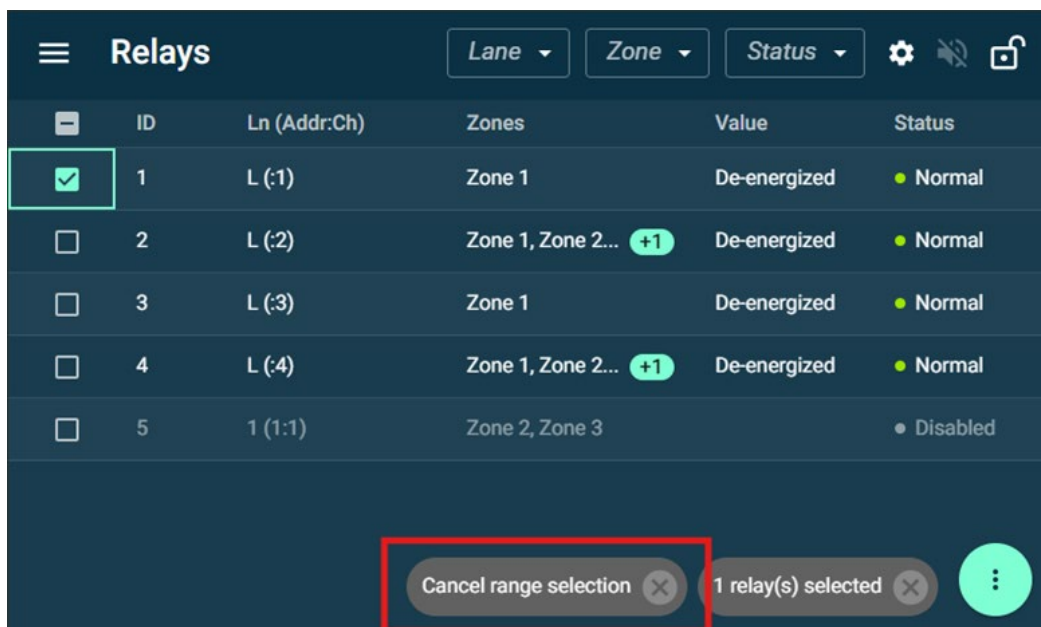 Relays Lane Zone Status
ID Ln (Addr:Ch) Zones Value Status
1 L (:1) Zone 1 De-energized Normal
2 L (:2) Zone 1, Zone 2... +1 De-energized Normal
3 L (:3) Zone 1 De-energized Normal
4 L (:4) Zone 1, Zone 2... +1 De-energized Normal
5 1 (1:1) Zone 2, Zone 3 Disabled
Cancel range selection 1 relay(s) selected